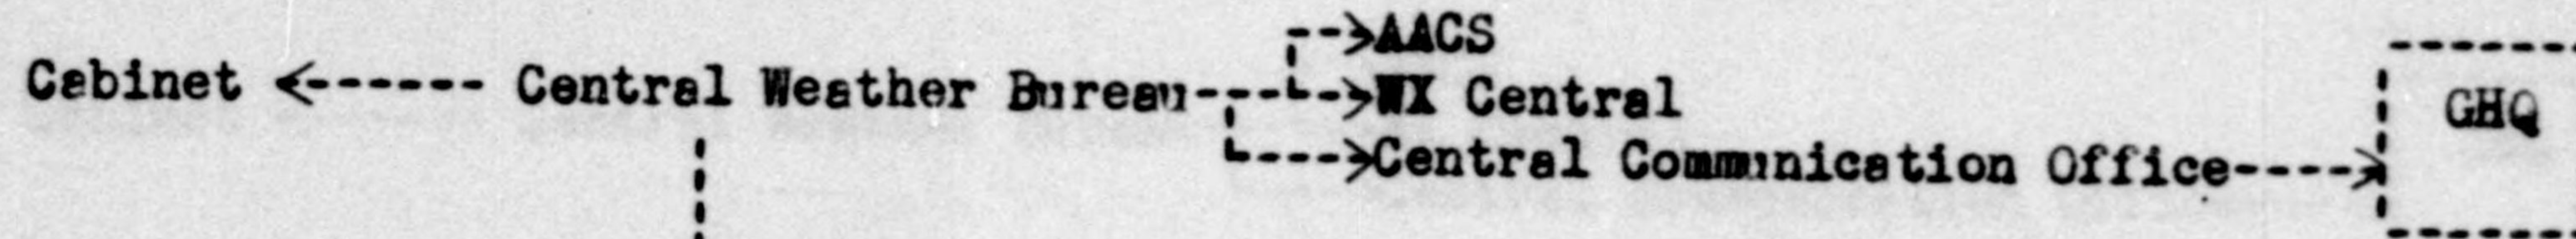 AACS
Cabinet <------ Central Weather Bureau------>WX Central
GHQ
---->Central Communication Office---->